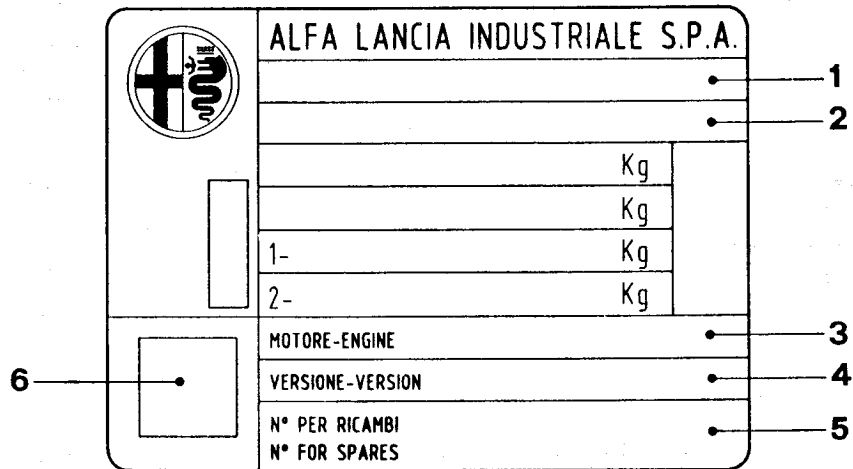 ALFA LANCIA INDUSTRIALE S.P.A.
1
2
Kg
Kg
1- Kg
2- Kg
MOTORE-ENGINE 3
6 VERSIONE-VERSION 4
N° PER RICAMBI
N° FOR SPARES
5